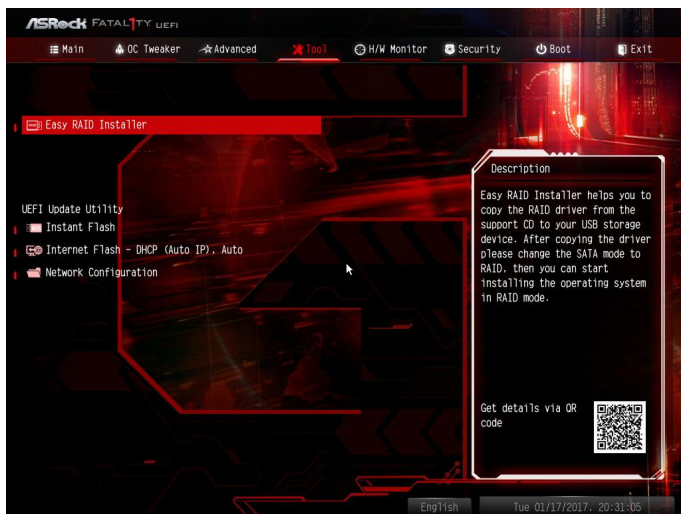 ASRock FATAL1TY UEFI
Main OC Tweaker Advanced Tool H/W Monitor Security Boot Exit
Easy RAID Installer
UEFI Update Utility
Instant Flash
Internet Flash - DHCP (Auto IP), Auto
Network Configuration
Description
Easy RAID Installer helps you to
copy the RAID driver from the
support CD to your USB storage
device. After copying the driver
please change the SATA mode to
RAID, then you can start
installing the operating system
in RAID mode.
Get details via QR
code
English Tue 01/17/2017, 20:31:05